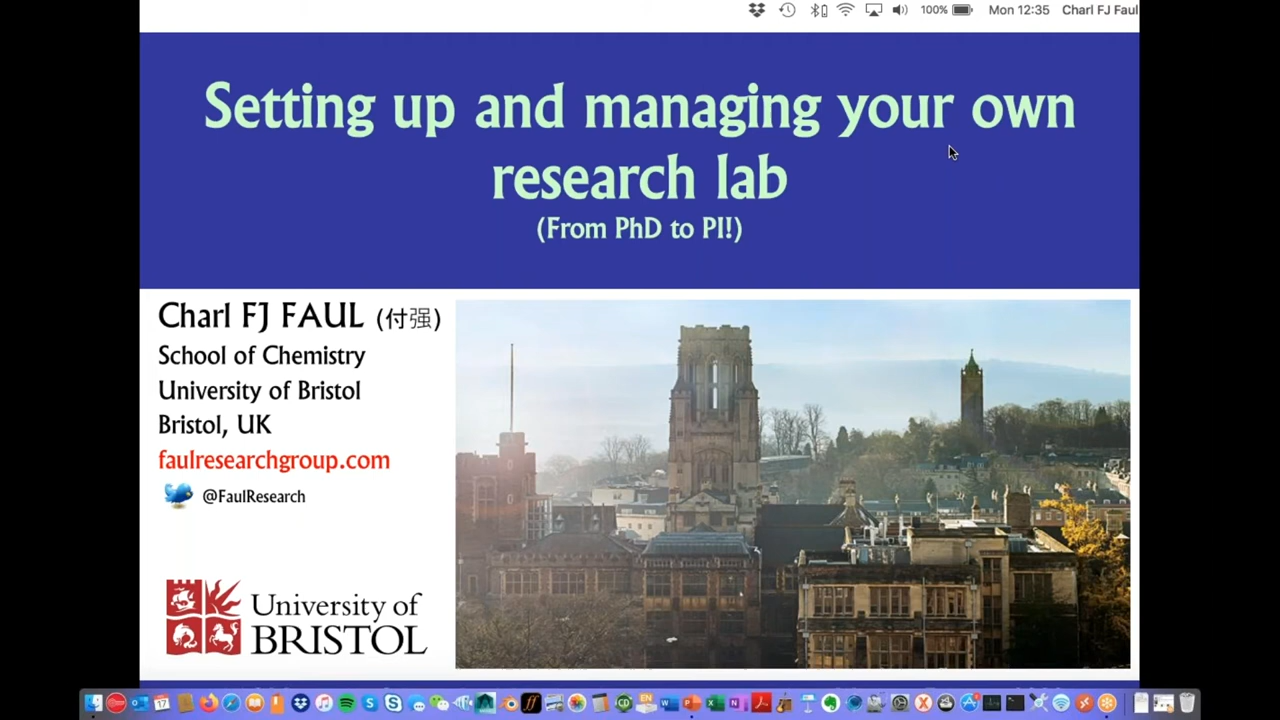 100% Mon 12:35 Charl FJ Faul
Setting up and managing your own
research lab
(From PhD to PI!)
Charl FJ FAUL (付强)
School of Chemistry
University of Bristol
Bristol, UK
faulresearchgroup.com
@FaulResearch
University of
BRISTOL